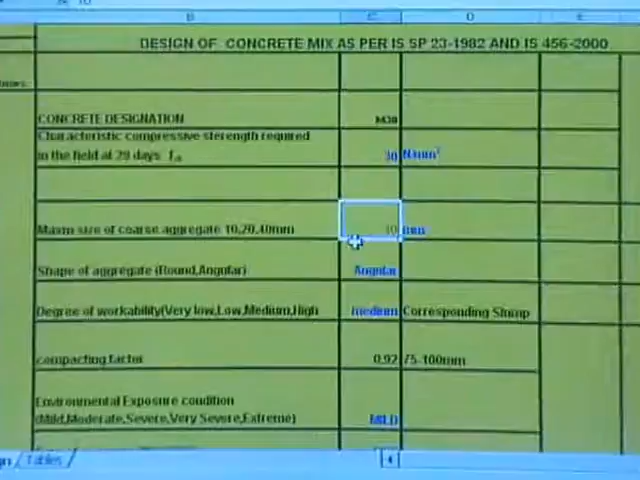 B C D E
DESIGN OF CONCRETE MIX AS PER IS SP 23-1982 AND IS 456-2000
CONCRETE DESIGNATION M30
Characteristic compressive sterength required
in the field at 28 days f 30 N/mm²
Maxm size of coarse aggregate 10,20,40mm 10 mm
Shape of aggregate (Round,Angular) Angular
Degree of workability(Very low,Low,Medium,High medium Corresponding Slump
compacting factor 0.92 75-100mm
Environmental Exposure condition
(Mild,Moderate,Severe,Very Severe,Extreme) MILD
Tables